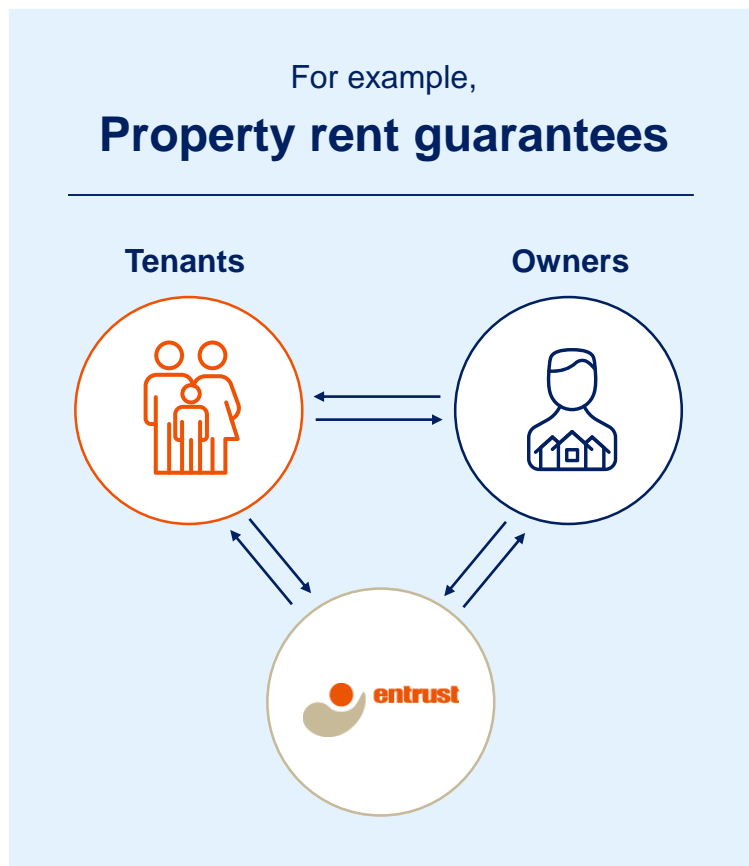 For example,
Property rent guarantees
Tenants
Owners
entrust